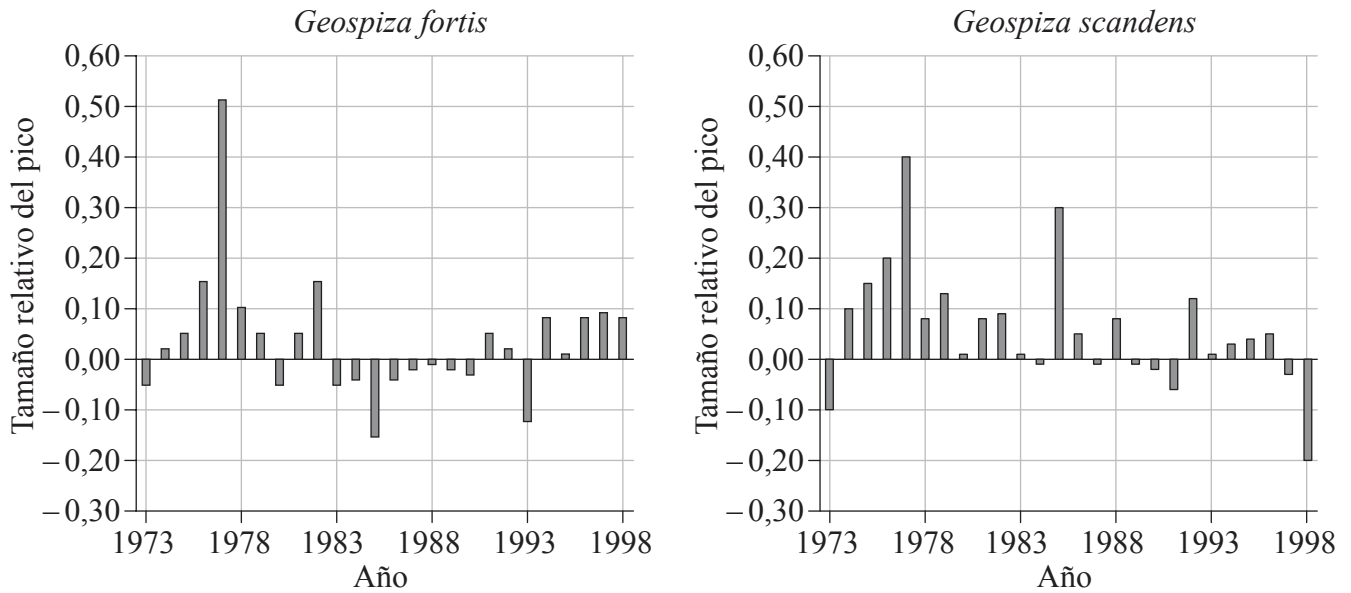 Geospiza fortis
0,60
0,50
0,40
0,30
0,20
0,10
0,00
–0,10
–0,20
–0,30
Tamaño relativo del pico
1973 1978 1983 1988 1993 1998
Año
Geospiza scandens
0,60
0,50
0,40
0,30
0,20
0,10
0,00
–0,10
–0,20
–0,30
Tamaño relativo del pico
1973 1978 1983 1988 1993 1998
Año